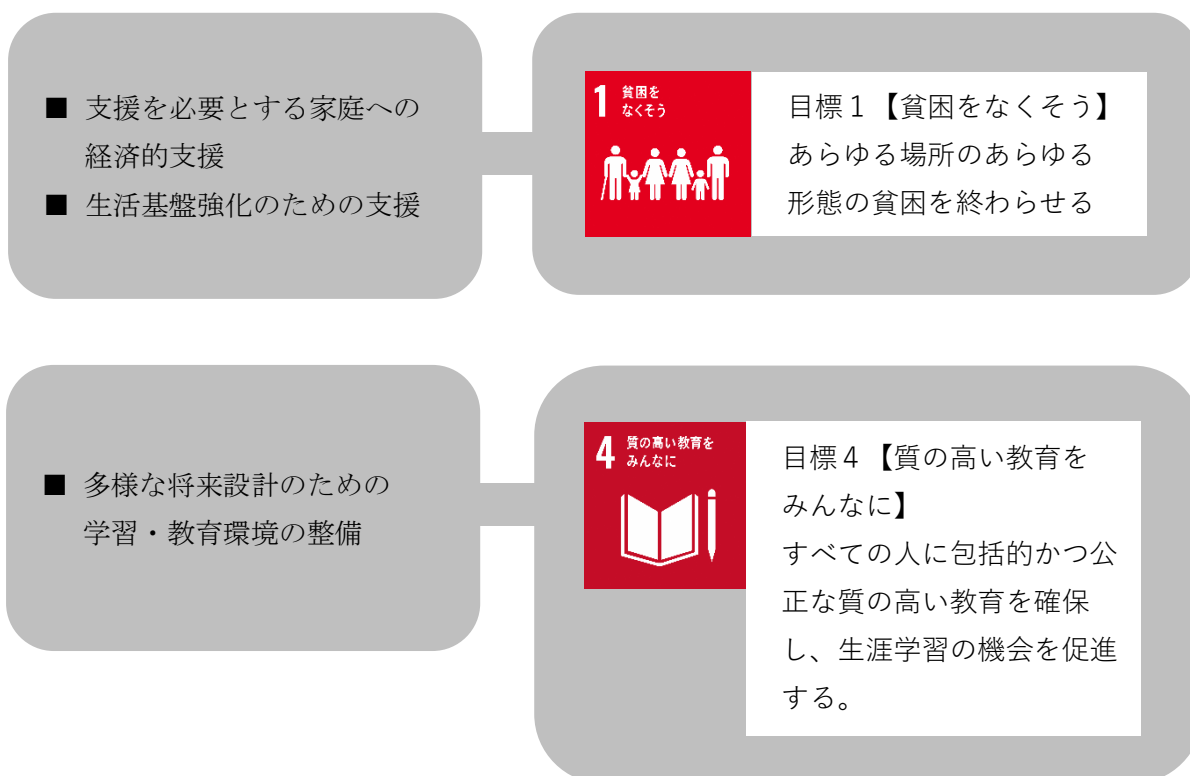 ■ 支援を必要とする家庭への
経済的支援
■ 生活基盤強化のための支援
1 貧困を
なくそう
目標1【貧困をなくそう】
あらゆる場所のあらゆる
形態の貧困を終わらせる
■ 多様な将来設計のための
学習・教育環境の整備
4 質の高い教育を
みんなに
目標4【質の高い教育を
みんなに】
すべての人に包括的かつ公
正な質の高い教育を確保
し、生涯学習の機会を促進
する。